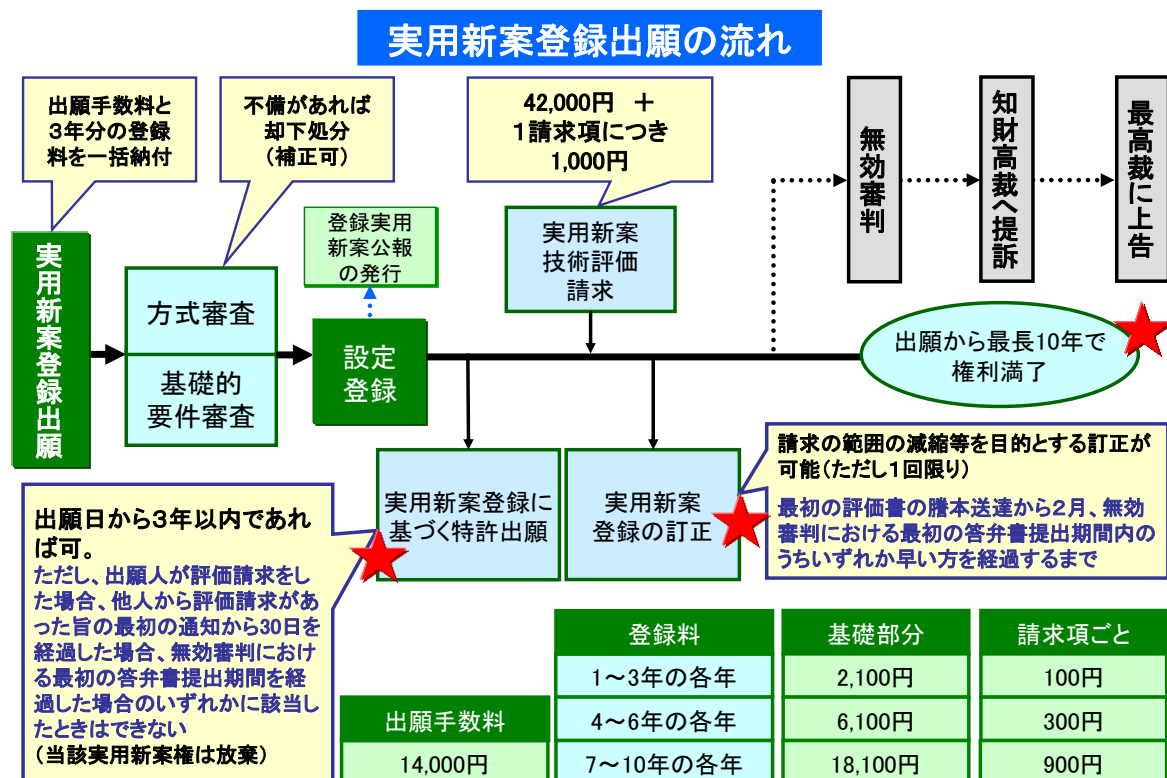 実用新案登録出願の流れ
出願手数料と
3年分の登録
料を一括納付
不備があれば
却下処分
(補正可)
42,000円 +
1請求項につき
1,000円
無効審判
知財高裁へ提訴
最高裁に上告
実用新案登録出願
方式審査
基礎的
要件審査
登録実用
新案公報
の発行
設定
登録
実用新案
技術評価
請求
出願から最長10年で
権利満了
実用新案登録に
基づく特許出願
実用新案
登録の訂正
請求の範囲の減縮等を目的とする訂正が
可能(ただし1回限り)
最初の評価書の謄本送達から2月、無効
審判における最初の答弁書提出期間内の
うちいずれか早い方を経過するまで
出願日から3年以内であれ
ば可。
ただし、出願人が評価請求をし
た場合、他人から評価請求があ
った旨の最初の通知から30日を
経過した場合、無効審判におけ
る最初の答弁書提出期間を経
過した場合のいずれかに該当し
たときはできない
(当該実用新案権は放棄)
出願手数料
14,000円
登録料 基礎部分 請求項ごと
1~3年の各年 2,100円 100円
4~6年の各年 6,100円 300円
7~10年の各年 18,100円 900円